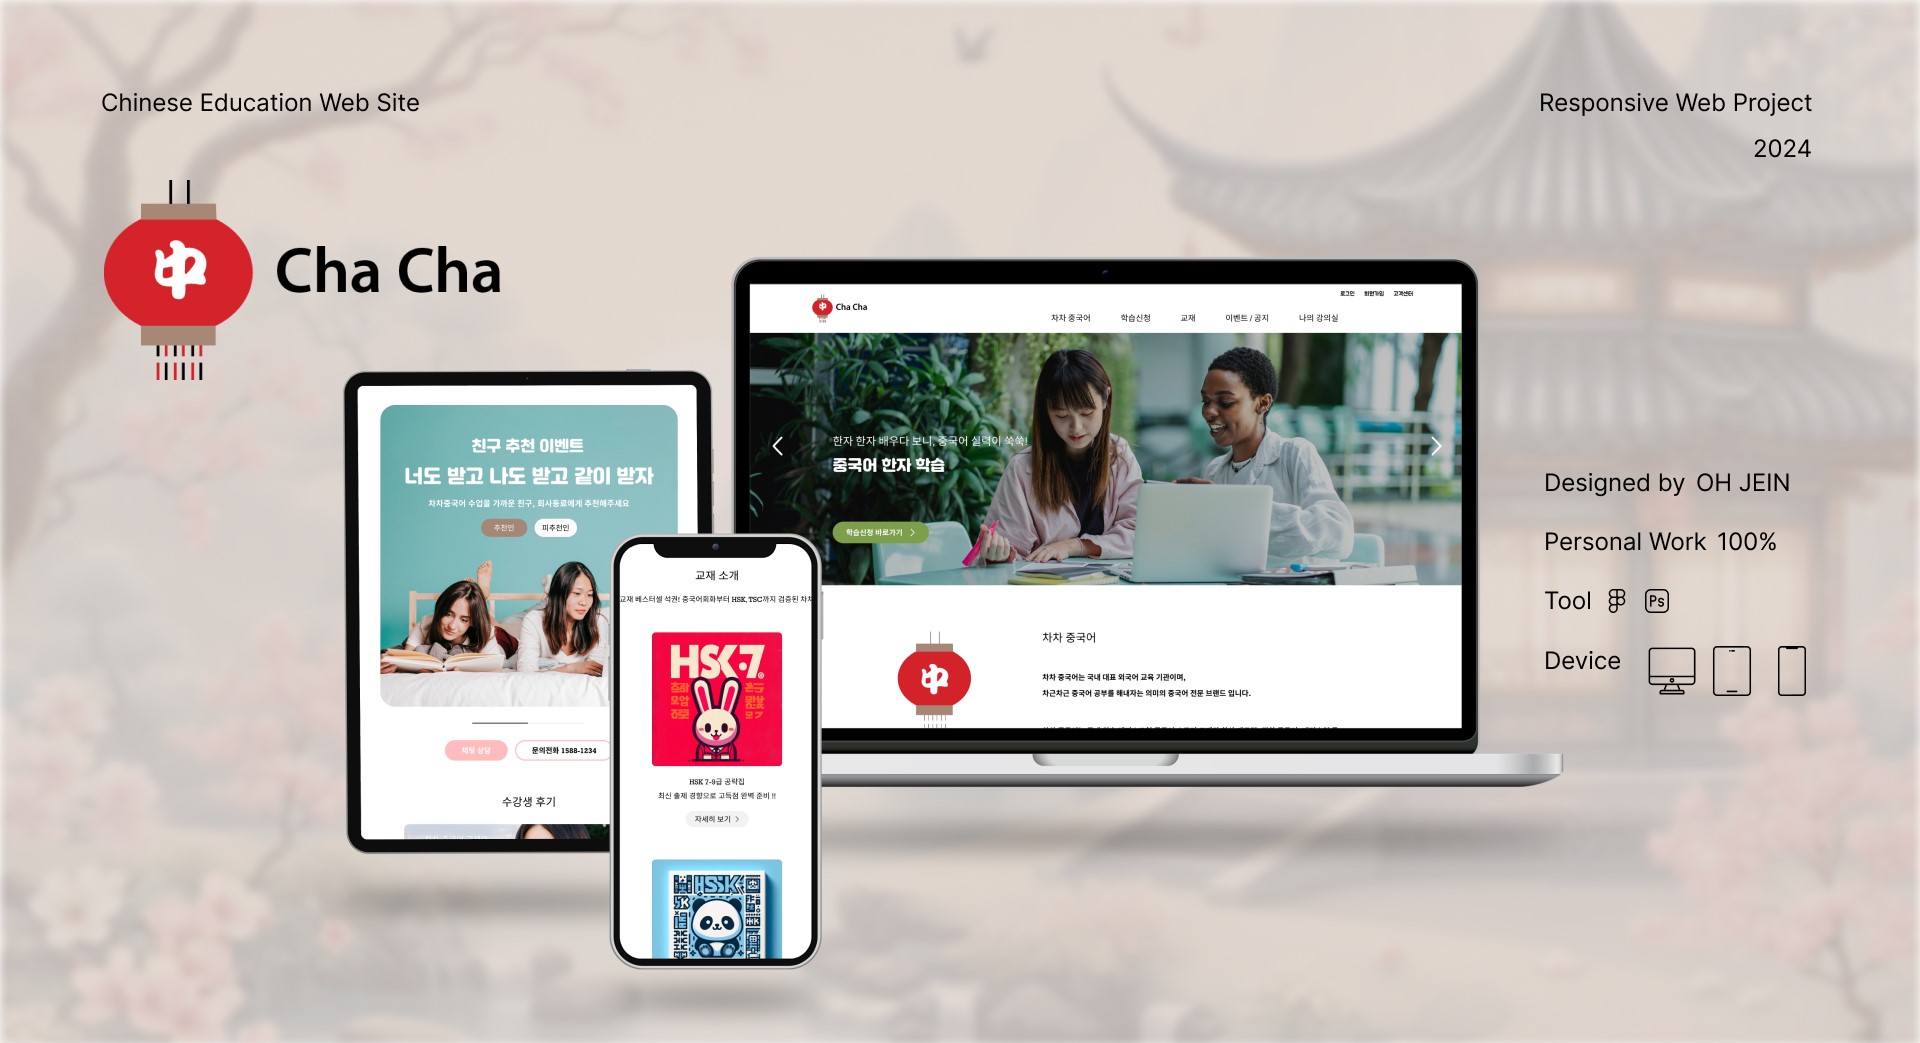 Chinese Education Web Site
Responsive Web Project
2024
中
Cha Cha
Cha Cha
로그인 회원가입 고객센터
차차 중국어 학습신청 교재 이벤트 / 공지 나의 강의실
한자 한자 배우다 보니, 중국어 실력이 쑥쑥!
중국어 한자 학습
학습신청 바로가기 >
차차 중국어
차차 중국어는 국내 대표 외국어 교육 기관이며,
차근차근 중국어 공부를 해내자는 의미의 중국어 전문 브랜드 입니다.
친구 추천 이벤트
너도 받고 나도 받고 같이 받자
차차중국어 수업을 가까운 친구, 회사동료에게 추천해주세요
추천인 피추천인
채팅 상담 문의전화 1588-1234
수강생 후기
교재 소개
교재 베스터셀 석권! 중국어회화부터 HSK, TSC까지 검증된 차차
HSK·7
HSK 7-9급 공략집
최신 출제 경향으로 고득점 완벽 준비 !!
자세히 보기 >
Designed by OH JEIN
Personal Work 100%
Tool Ps
Device